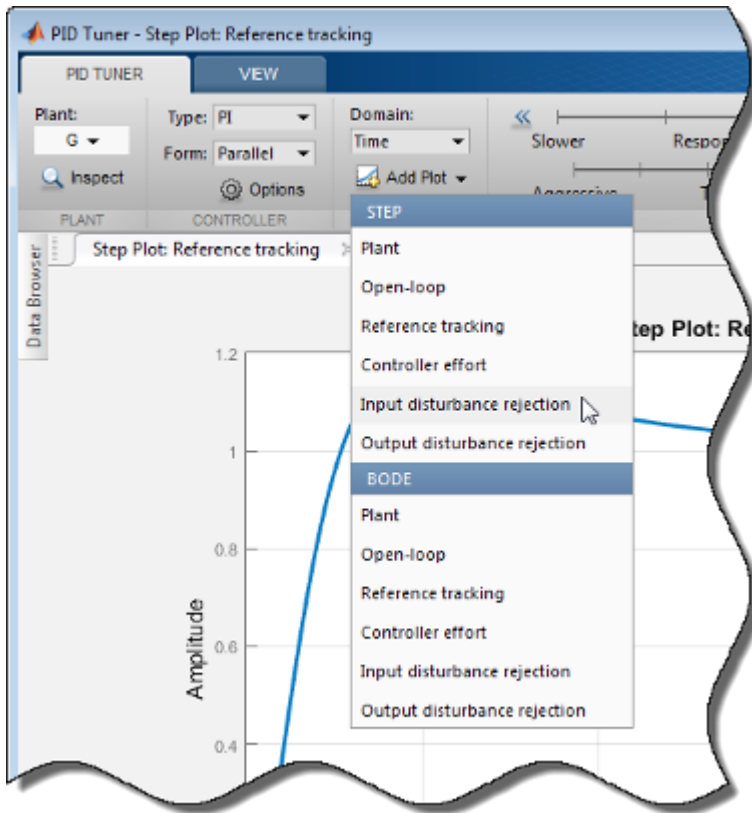 PID Tuner - Step Plot: Reference tracking
PID TUNER VIEW
Plant: Type: PI Domain:
G Form: Parallel Time Slower
Inspect Options Add Plot
PLANT CONTROLLER
Data Browser
Step Plot: Reference tracking
STEP
Plant
Open-loop
Reference tracking
Controller effort
Input disturbance rejection
Output disturbance rejection
BODE
Plant
Open-loop
Reference tracking
Controller effort
Input disturbance rejection
Output disturbance rejection
Plot:
1.2
1
0.8
0.6
0.4
Amplitude